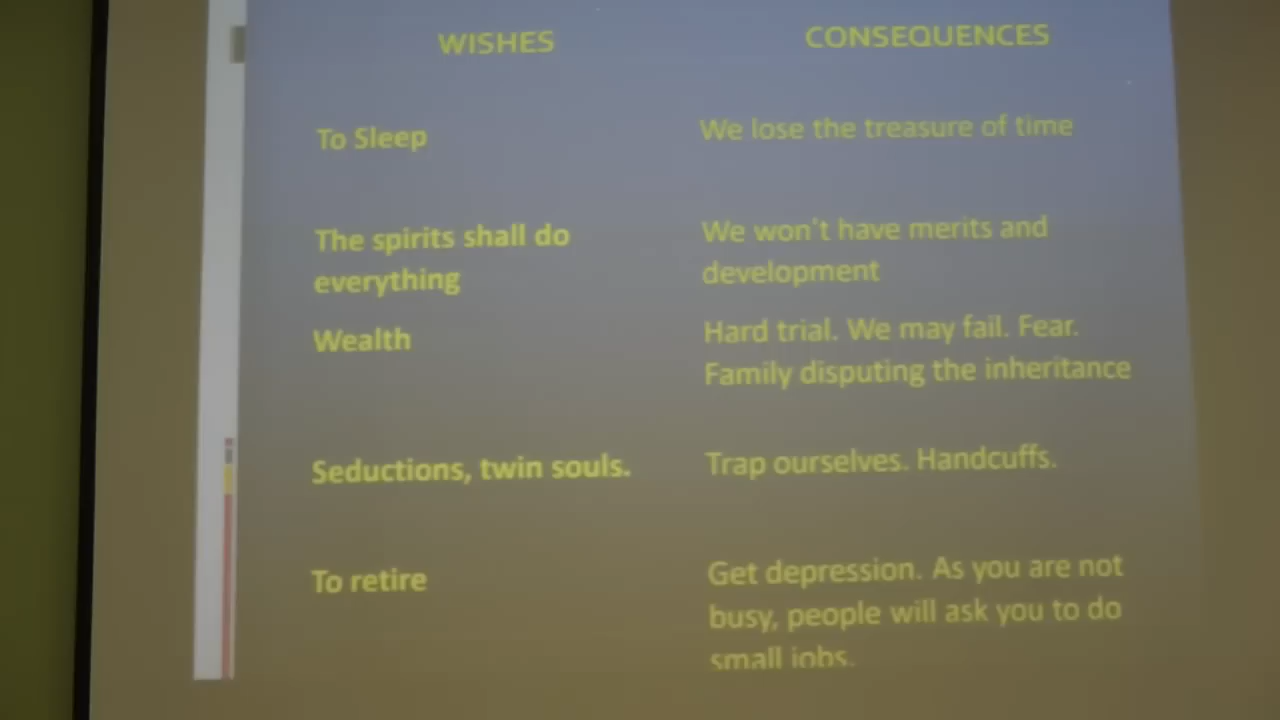 WISHES CONSEQUENCES
To Sleep We lose the treasure of time
The spirits shall do We won't have merits and
everything development
Wealth Hard trial. We may fail. Fear.
Family disputing the inheritance
Seductions, twin souls. Trap ourselves. Handcuffs.
To retire Get depression. As you are not
busy, people will ask you to do
small jobs.